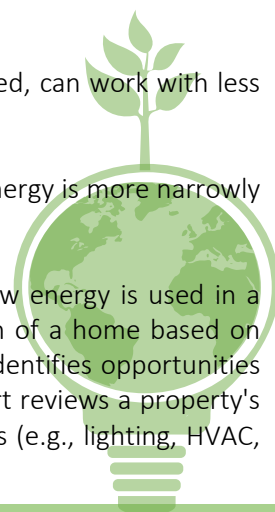 ed, can work with less
nergy is more narrowly
w energy is used in a
n of a home based on
dentifies opportunities
rt reviews a property's
s (e.g., lighting, HVAC,